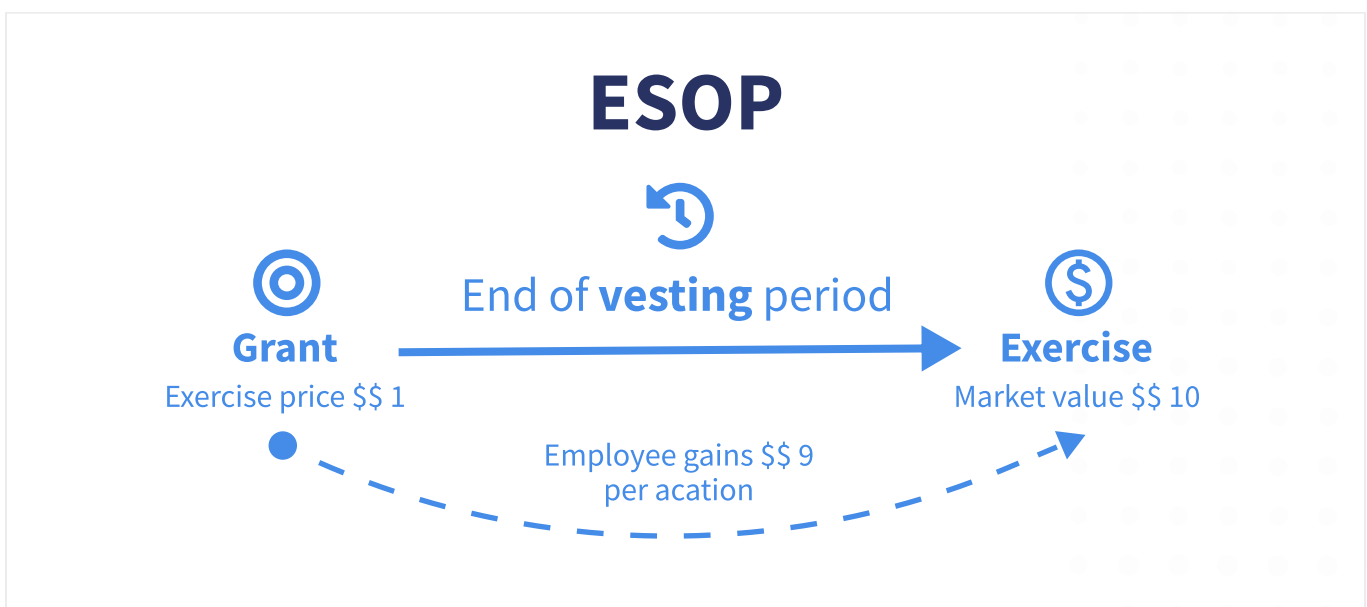 ESOP
End of vesting period
Grant
Exercise
Exercise price $$ 1
Market value $$ 10
Employee gains $$ 9
per acation